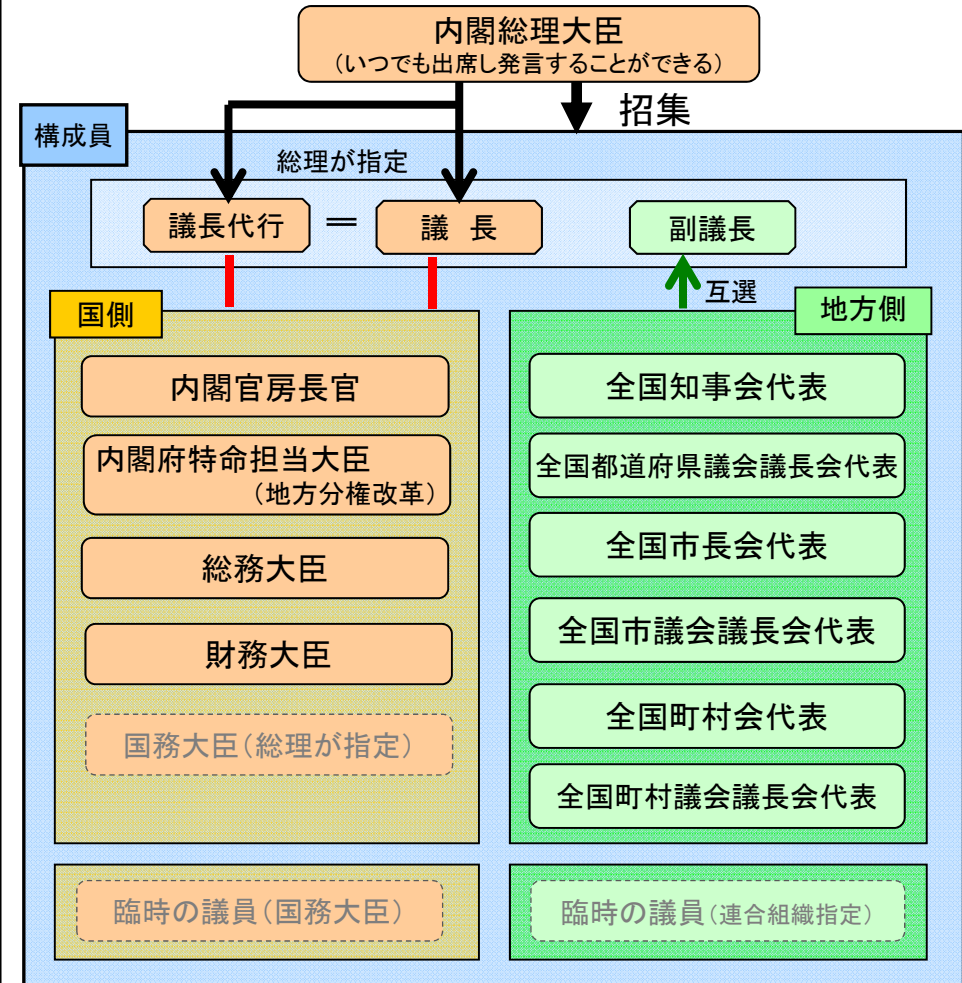 内閣総理大臣
（いつでも出席し発言することができる）
招集
構成員
総理が指定
議長代行
＝
議 長
副議長
互選
国側
内閣官房長官
内閣府特命担当大臣
（地方分権改革）
総務大臣
財務大臣
国務大臣（総理が指定）
臨時の議員（国務大臣）
地方側
全国知事会代表
全国都道府県議会議長会代表
全国市長会代表
全国市議会議長会代表
全国町村会代表
全国町村議会議長会代表
臨時の議員（連合組織指定）